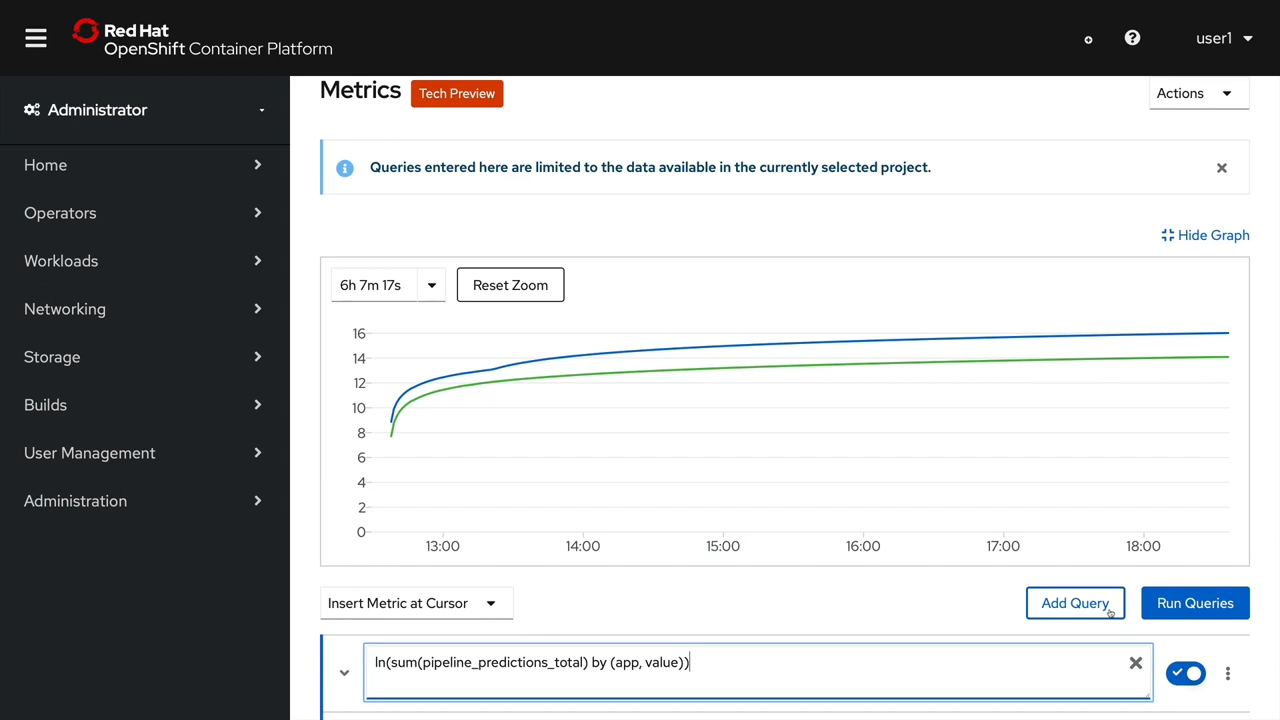 Red Hat
OpenShift Container Platform
user1
Administrator
Home
Operators
Workloads
Networking
Storage
Builds
User Management
Administration
Metrics
Tech Preview
Actions
Queries entered here are limited to the data available in the currently selected project.
Hide Graph
6h 7m 17s
Reset Zoom
16
14
12
10
8
6
4
2
0
13:00
14:00
15:00
16:00
17:00
18:00
Insert Metric at Cursor
Add Query
Run Queries
ln(sum(pipeline_predictions_total) by (app, value))